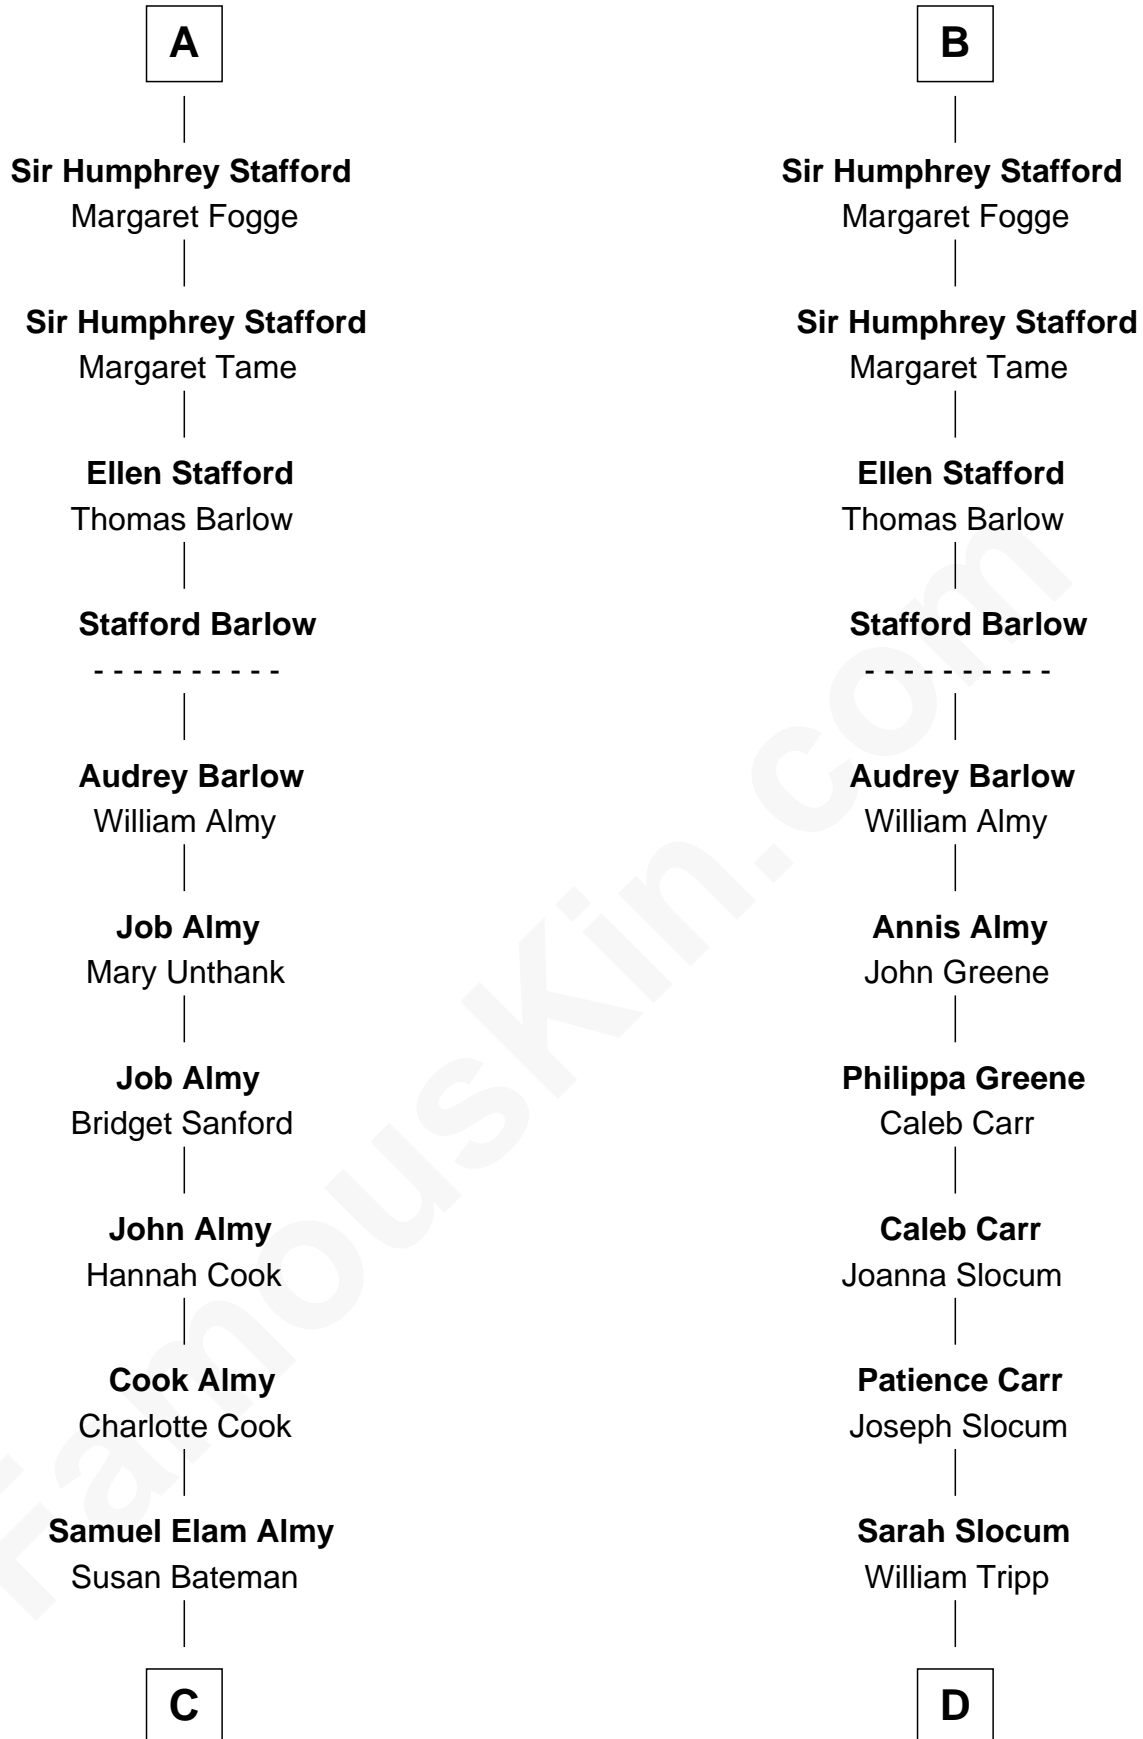 A
Sir Humphrey Stafford
Margaret Fogge
Sir Humphrey Stafford
Margaret Tame
Ellen Stafford
Thomas Barlow
Stafford Barlow
- - - - - - - - - -
Audrey Barlow
William Almy
Job Almy
Mary Unthank
Job Almy
Bridget Sanford
John Almy
Hannah Cook
Cook Almy
Charlotte Cook
Samuel Elam Almy
Susan Bateman
C
B
Sir Humphrey Stafford
Margaret Fogge
Sir Humphrey Stafford
Margaret Tame
Ellen Stafford
Thomas Barlow
Stafford Barlow
- - - - - - - - - -
Audrey Barlow
William Almy
Annis Almy
John Greene
Philippa Greene
Caleb Carr
Caleb Carr
Joanna Slocum
Patience Carr
Joseph Slocum
Sarah Slocum
William Tripp
D
FamousKin.com